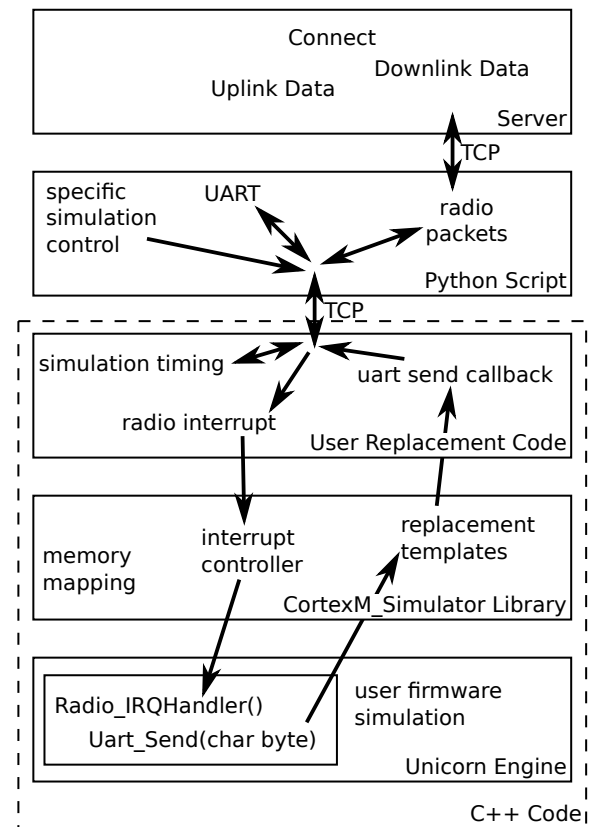 Connect
Downlink Data
Uplink Data
Server
TCP
specific
simulation
control
UART
radio
packets
Python Script
TCP
simulation timing
uart send callback
radio interrupt
User Replacement Code
memory
mapping
interrupt
controller
replacement
templates
CortexM_Simulator Library
Radio_IRQHandler()
Uart_Send(char byte)
user firmware
simulation
Unicorn Engine
C++ Code